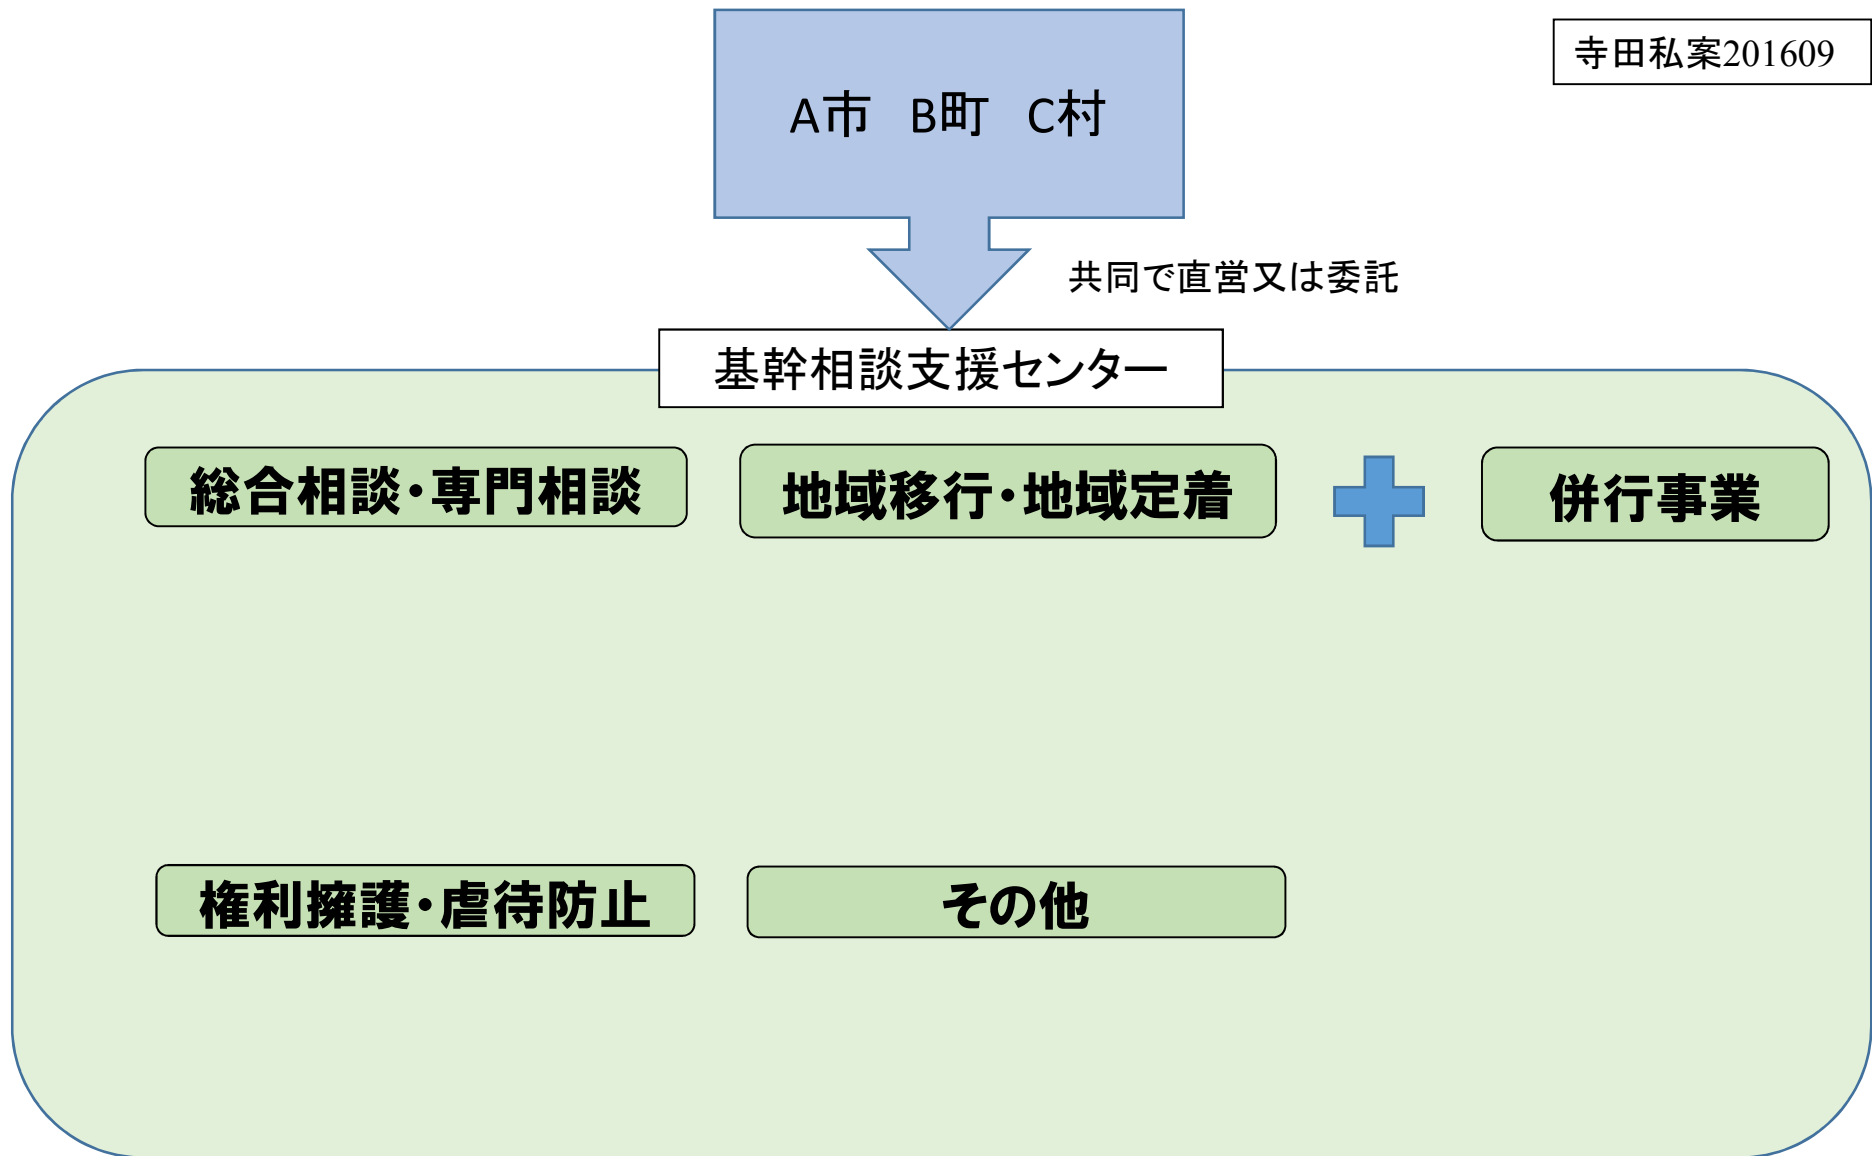 寺田私案201609
A市　B町　C村
共同で直営又は委託
基幹相談支援センター
総合相談・専門相談
地域移行・地域定着
併行事業
権利擁護・虐待防止
その他